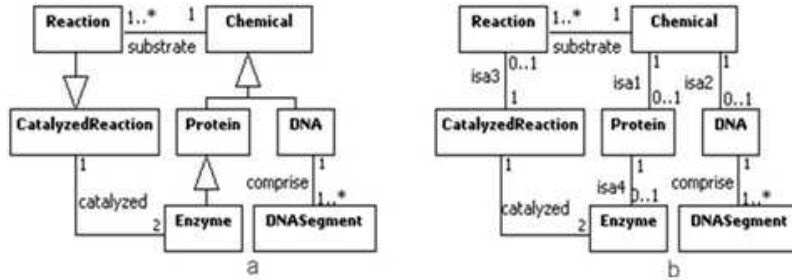 Reaction
1..*
1
Chemical
substrate
CatalyzedReaction
Protein
DNA
1
catalyzed
2
Enzyme
comprise
1
1..*
DNASegment
a
Reaction
1..*
1
Chemical
substrate
0..1
isa3
1
1
isa1
0..1
1
isa2
0..1
CatalyzedReaction
Protein
DNA
1
catalyzed
2
1
isa4
0..1
Enzyme
1
comprise
1..*
DNASegment
b